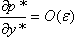 ∂p* / ∂y* = O(ε)